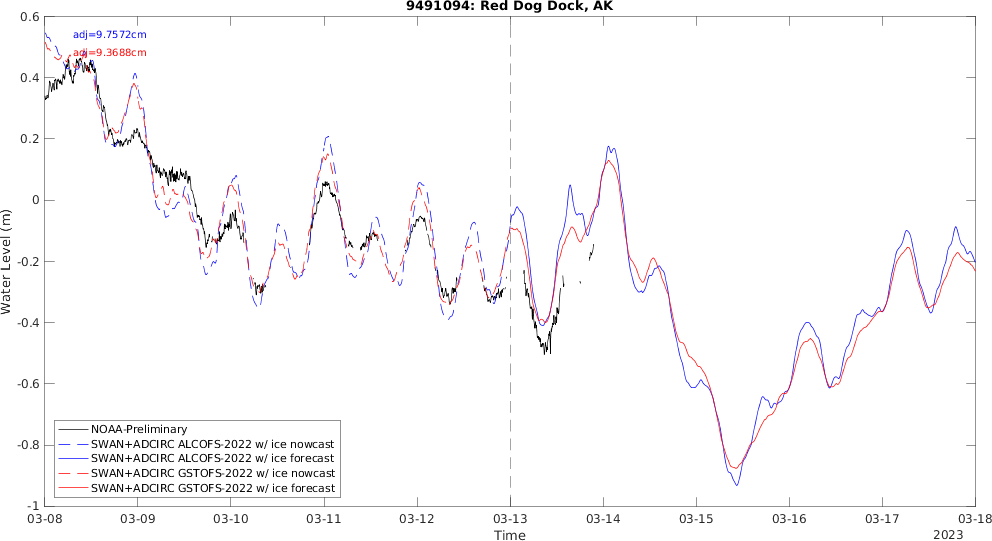 9491094: Red Dog Dock, AK
adj=9.7572cm
adj=9.3688cm
0.6
0.4
0.2
0
-0.2
-0.4
-0.6
-0.8
-1
Water Level (m)
NOAA-Preliminary
SWAN+ADCIRC ALCOFS-2022 w/ ice nowcast
SWAN+ADCIRC ALCOFS-2022 w/ ice forecast
SWAN+ADCIRC GSTOFS-2022 w/ ice nowcast
SWAN+ADCIRC GSTOFS-2022 w/ ice forecast
03-08 03-09 03-10 03-11 03-12 03-13 03-14 03-15 03-16 03-17 03-18
Time
2023